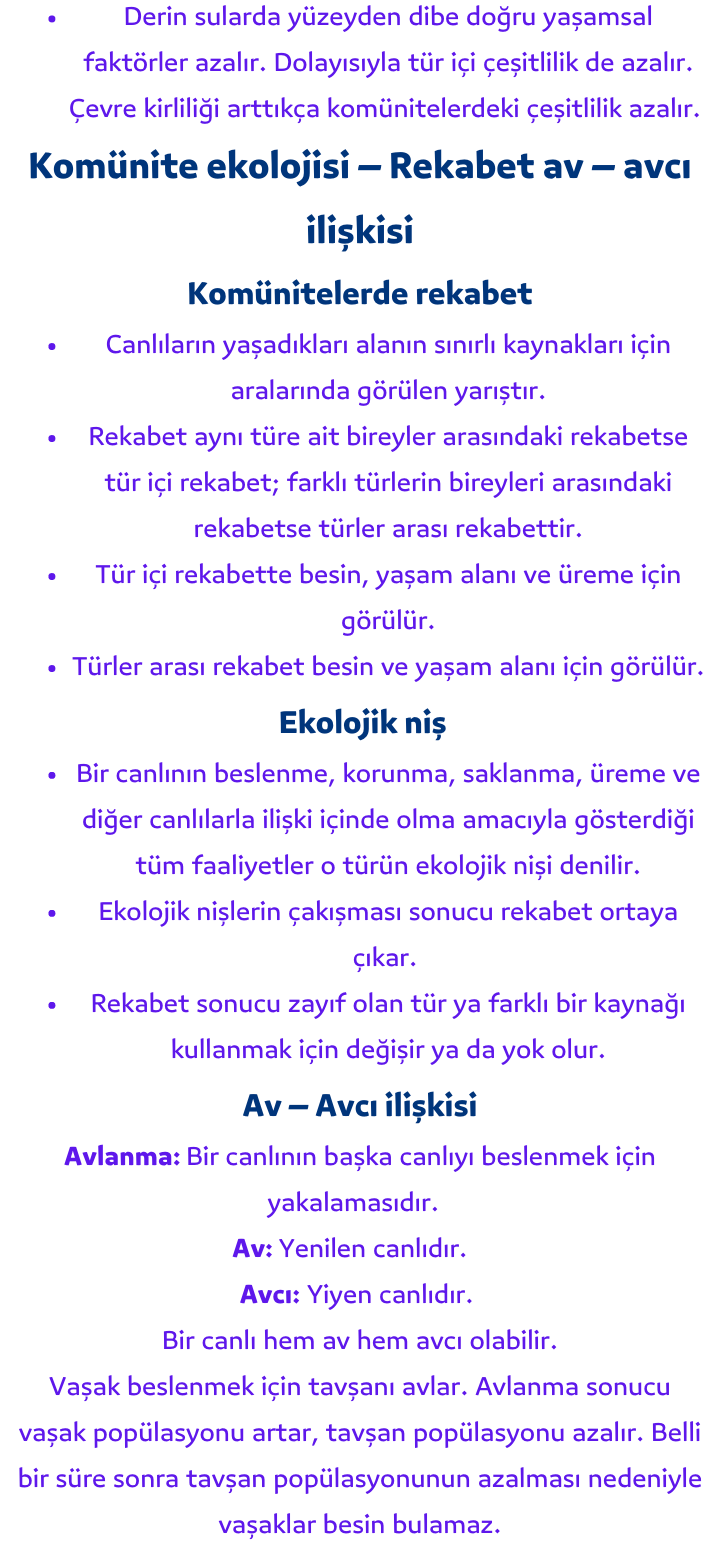 • Derin sularda yüzeyden dibe doğru yaşamsal
faktörler azalır. Dolayısıyla tür içi çeşitlilik de azalır.
Çevre kirliliği arttıkça komünitelerdeki çeşitlilik azalır.
Komünite ekolojisi – Rekabet av – avcı
ilişkisi
Komünitelerde rekabet
• Canlıların yaşadıkları alanın sınırlı kaynakları için
aralarında görülen yarıştır.
• Rekabet aynı türe ait bireyler arasındaki rekabetse
tür içi rekabet; farklı türlerin bireyleri arasındaki
rekabetse türler arası rekabettir.
• Tür içi rekabette besin, yaşam alanı ve üreme için
görülür.
• Türler arası rekabet besin ve yaşam alanı için görülür.
Ekolojik niş
• Bir canlının beslenme, korunma, saklanma, üreme ve
diğer canlılarla ilişki içinde olma amacıyla gösterdiği
tüm faaliyetler o türün ekolojik nişi denilir.
• Ekolojik nişlerin çakışması sonucu rekabet ortaya
çıkar.
• Rekabet sonucu zayıf olan tür ya farklı bir kaynağı
kullanmak için değişir ya da yok olur.
Av – Avcı ilişkisi
Avlanma: Bir canlının başka canlıyı beslenmek için
yakalamasıdır.
Av: Yenilen canlıdır.
Avcı: Yiyen canlıdır.
Bir canlı hem av hem avcı olabilir.
Vaşak beslenmek için tavşanı avlar. Avlanma sonucu
vaşak popülasyonu artar, tavşan popülasyonu azalır. Belli
bir süre sonra tavşan popülasyonunun azalması nedeniyle
vaşaklar besin bulamaz.